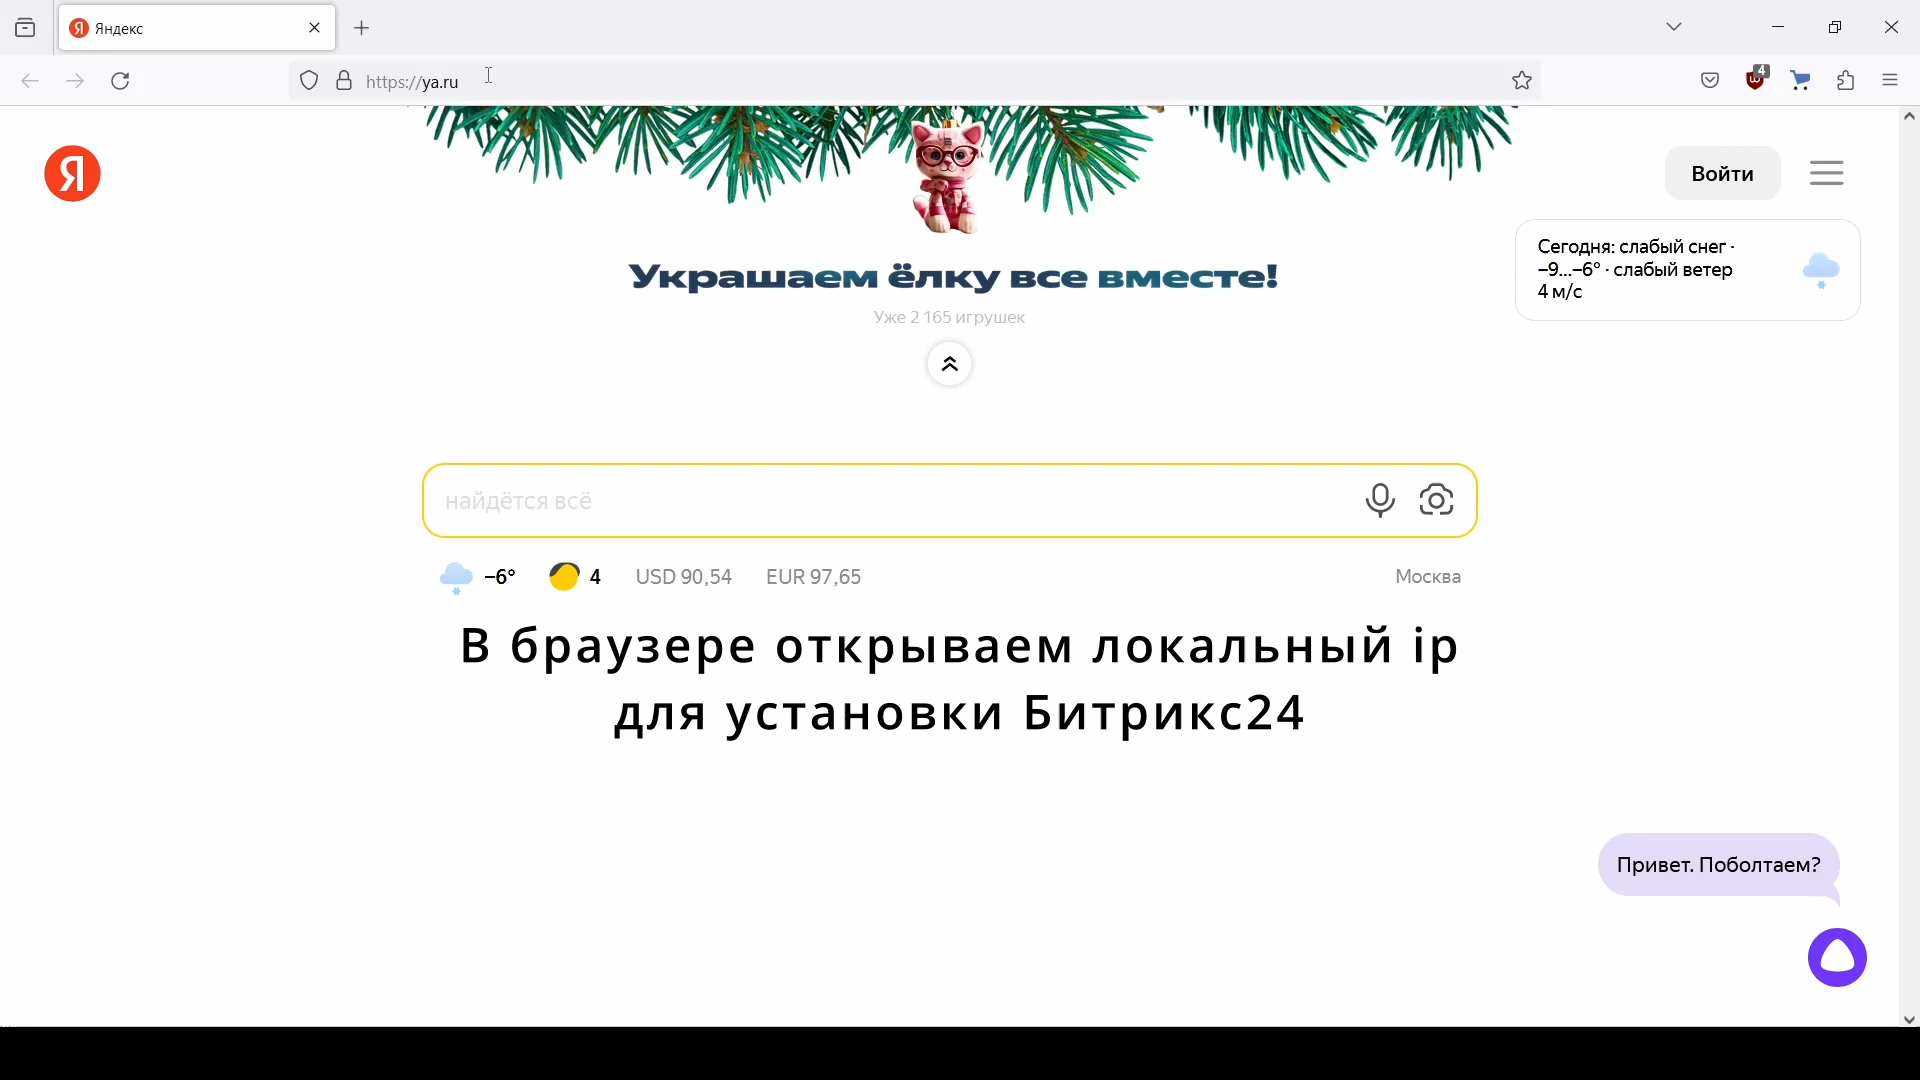 Яндекс
https://ya.ru
4
Я
Войти
Сегодня: слабый снег ·
−9...−6° · слабый ветер
4 м/с
Украшаем ёлку все вместе!
Уже 2 165 игрушек
найдётся всё
−6°
4
USD 90,54
EUR 97,65
Москва
В браузере открываем локальный ip
для установки Битрикс24
Привет. Поболтаем?